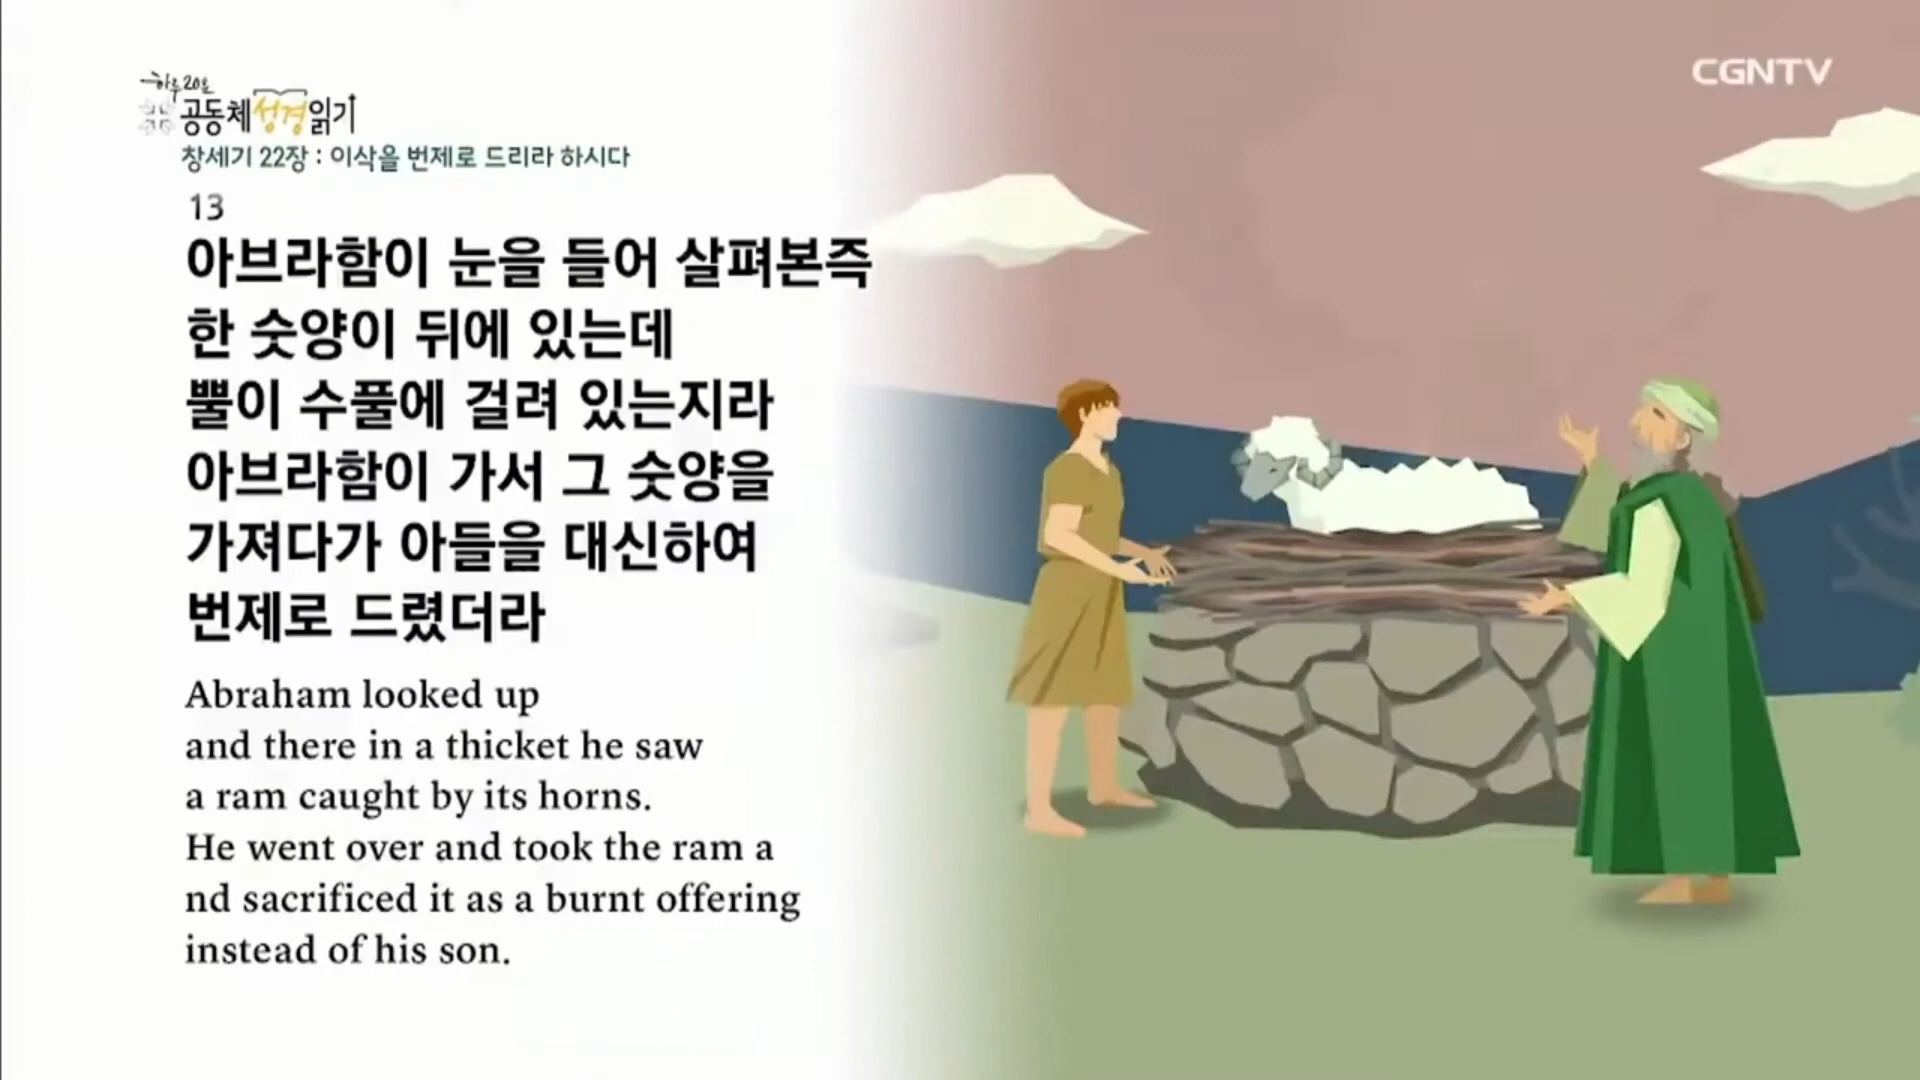 하루 20분
공동체성경읽기
CGNTV
창세기 22장 : 이삭을 번제로 드리라 하시다
13
아브라함이 눈을 들어 살펴본즉
한 숫양이 뒤에 있는데
뿔이 수풀에 걸려 있는지라
아브라함이 가서 그 숫양을
가져다가 아들을 대신하여
번제로 드렸더라
Abraham looked up
and there in a thicket he saw
a ram caught by its horns.
He went over and took the ram a
nd sacrificed it as a burnt offering
instead of his son.